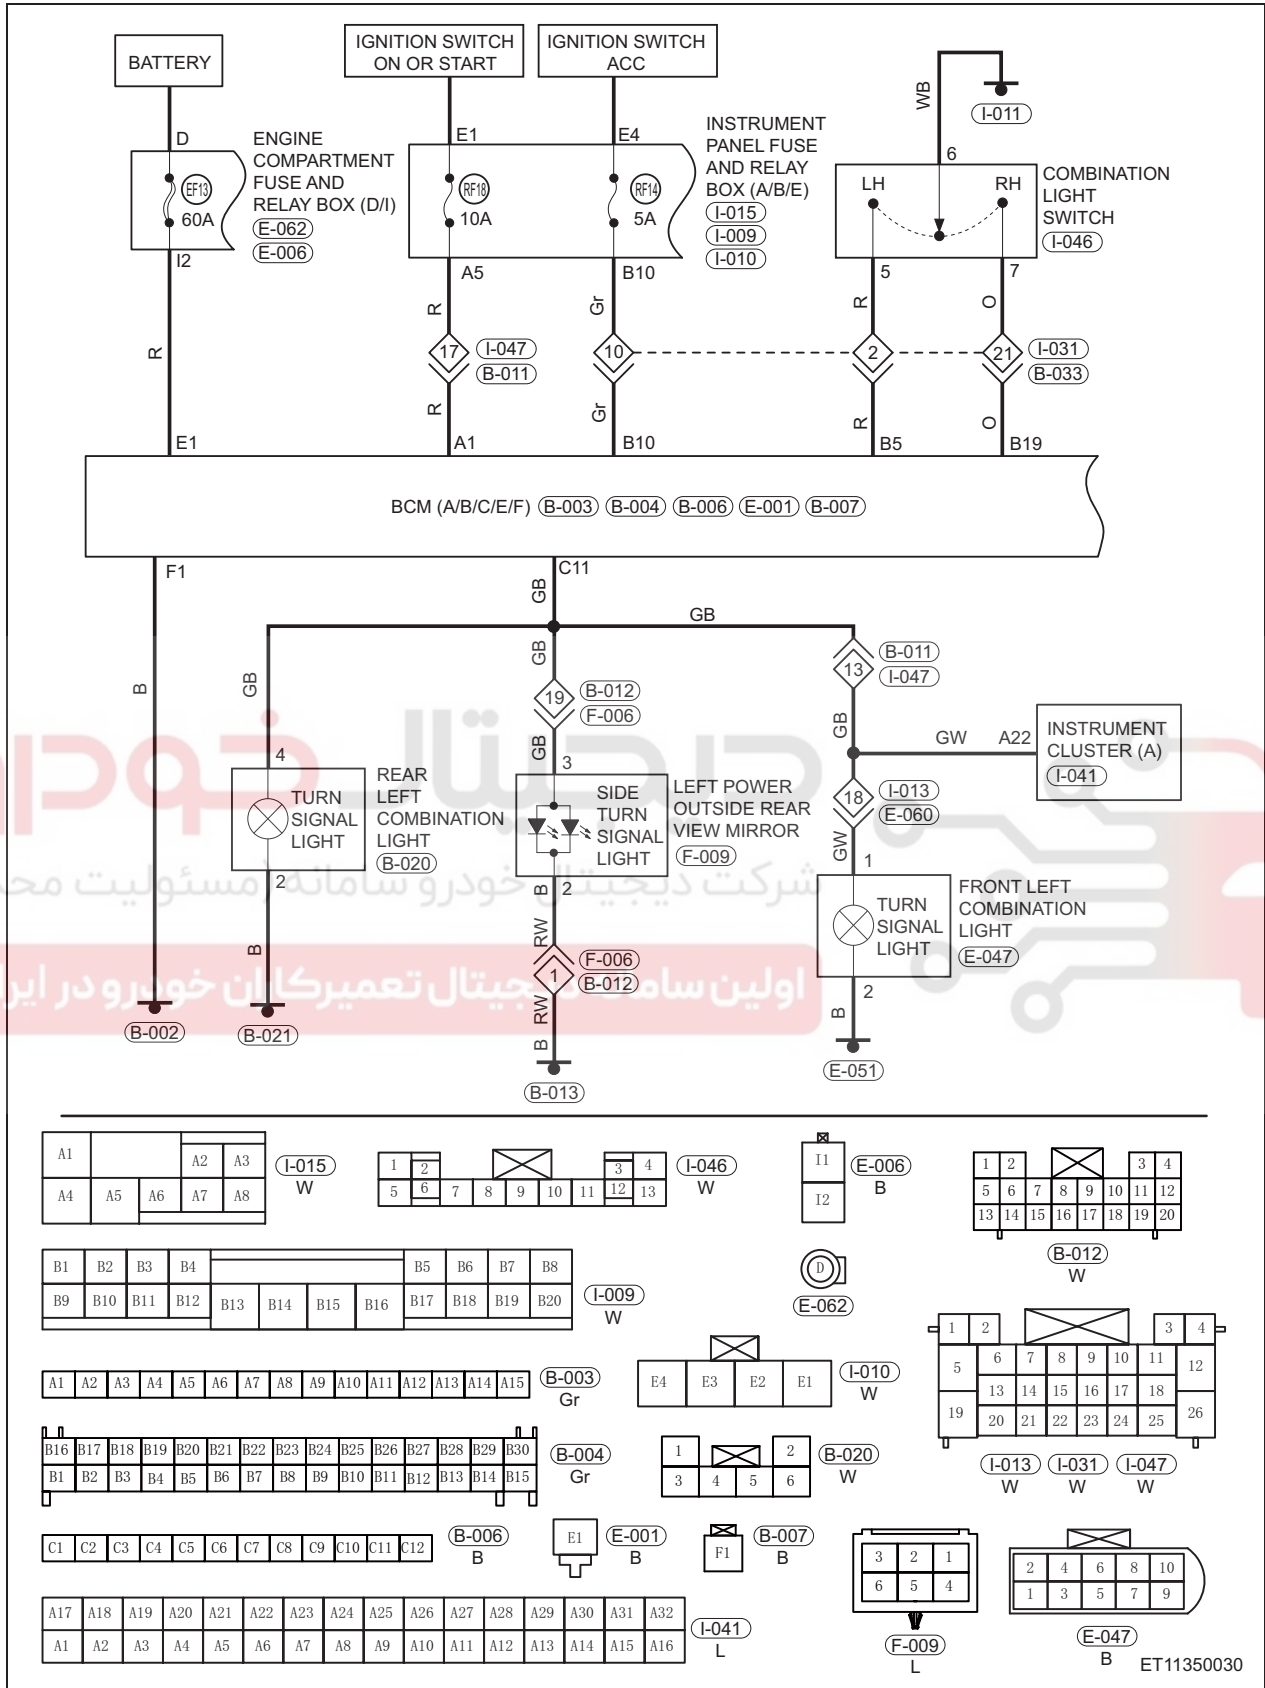 BATTERY
IGNITION SWITCH
ON OR START
IGNITION SWITCH
ACC
WB
I-011
D
E1
E4
6
ENGINE
COMPARTMENT
FUSE AND
RELAY BOX (D/I)
E-062
E-006
EF13
60A
RF18
10A
RF14
5A
INSTRUMENT
PANEL FUSE
AND RELAY
BOX (A/B/E)
I-015
I-009
I-010
LH
RH
COMBINATION
LIGHT
SWITCH
I-046
I2
A5
B10
5
7
R
R
Gr
R
O
17
I-047
B-011
10
2
21
I-031
B-033
R
Gr
R
O
E1
A1
B10
B5
B19
BCM (A/B/C/E/F) B-003 B-004 B-006 E-001 B-007
F1
C11
GB
GB
B
GB
GB
19
B-012
F-006
13
B-011
I-047
GB
GB
GW
A22
INSTRUMENT
CLUSTER (A)
I-041
دیجیتال خودرو
4
TURN
SIGNAL
LIGHT
REAR
LEFT
COMBINATION
LIGHT
B-020
3
SIDE
TURN
SIGNAL
LIGHT
LEFT POWER
OUTSIDE REAR
VIEW MIRROR
F-009
18
I-013
E-060
GW
1
شرکت دیجیتال خودرو سامانه (مسئولیت
2
2
TURN
SIGNAL
LIGHT
FRONT LEFT
COMBINATION
LIGHT
E-047
B
B
RW
F-006
1
B-012
اولین سامانه دیجیتال تعمیرکاران خودرو در ایران
RW
B
2
B
B-002
B-021
B-013
E-051
A1 A2 A3
A4 A5 A6 A7 A8
I-015
W
1 2 3 4
5 6 7 8 9 10 11 12 13
I-046
W
I1
I2
E-006
B
1 2 3 4
5 6 7 8 9 10 11 12
13 14 15 16 17 18 19 20
B-012
W
B1 B2 B3 B4 B5 B6 B7 B8
B9 B10 B11 B12 B13 B14 B15 B16 B17 B18 B19 B20
I-009
W
D
E-062
A1 A2 A3 A4 A5 A6 A7 A8 A9 A10 A11 A12 A13 A14 A15
B-003
Gr
E4 E3 E2 E1
I-010
W
1 2 3 4
5 6 7 8 9 10 11 12
13 14 15 16 17 18
19 20 21 22 23 24 25 26
I-013 I-031 I-047
W W W
B16 B17 B18 B19 B20 B21 B22 B23 B24 B25 B26 B27 B28 B29 B30
B1 B2 B3 B4 B5 B6 B7 B8 B9 B10 B11 B12 B13 B14 B15
B-004
Gr
1 2
3 4 5 6
B-020
W
C1 C2 C3 C4 C5 C6 C7 C8 C9 C10 C11 C12
B-006
B
E1
E-001
B
F1
B-007
B
3 2 1
6 5 4
F-009
L
2 4 6 8 10
1 3 5 7 9
E-047
B
A17 A18 A19 A20 A21 A22 A23 A24 A25 A26 A27 A28 A29 A30 A31 A32
A1 A2 A3 A4 A5 A6 A7 A8 A9 A10 A11 A12 A13 A14 A15 A16
I-041
L
ET11350030